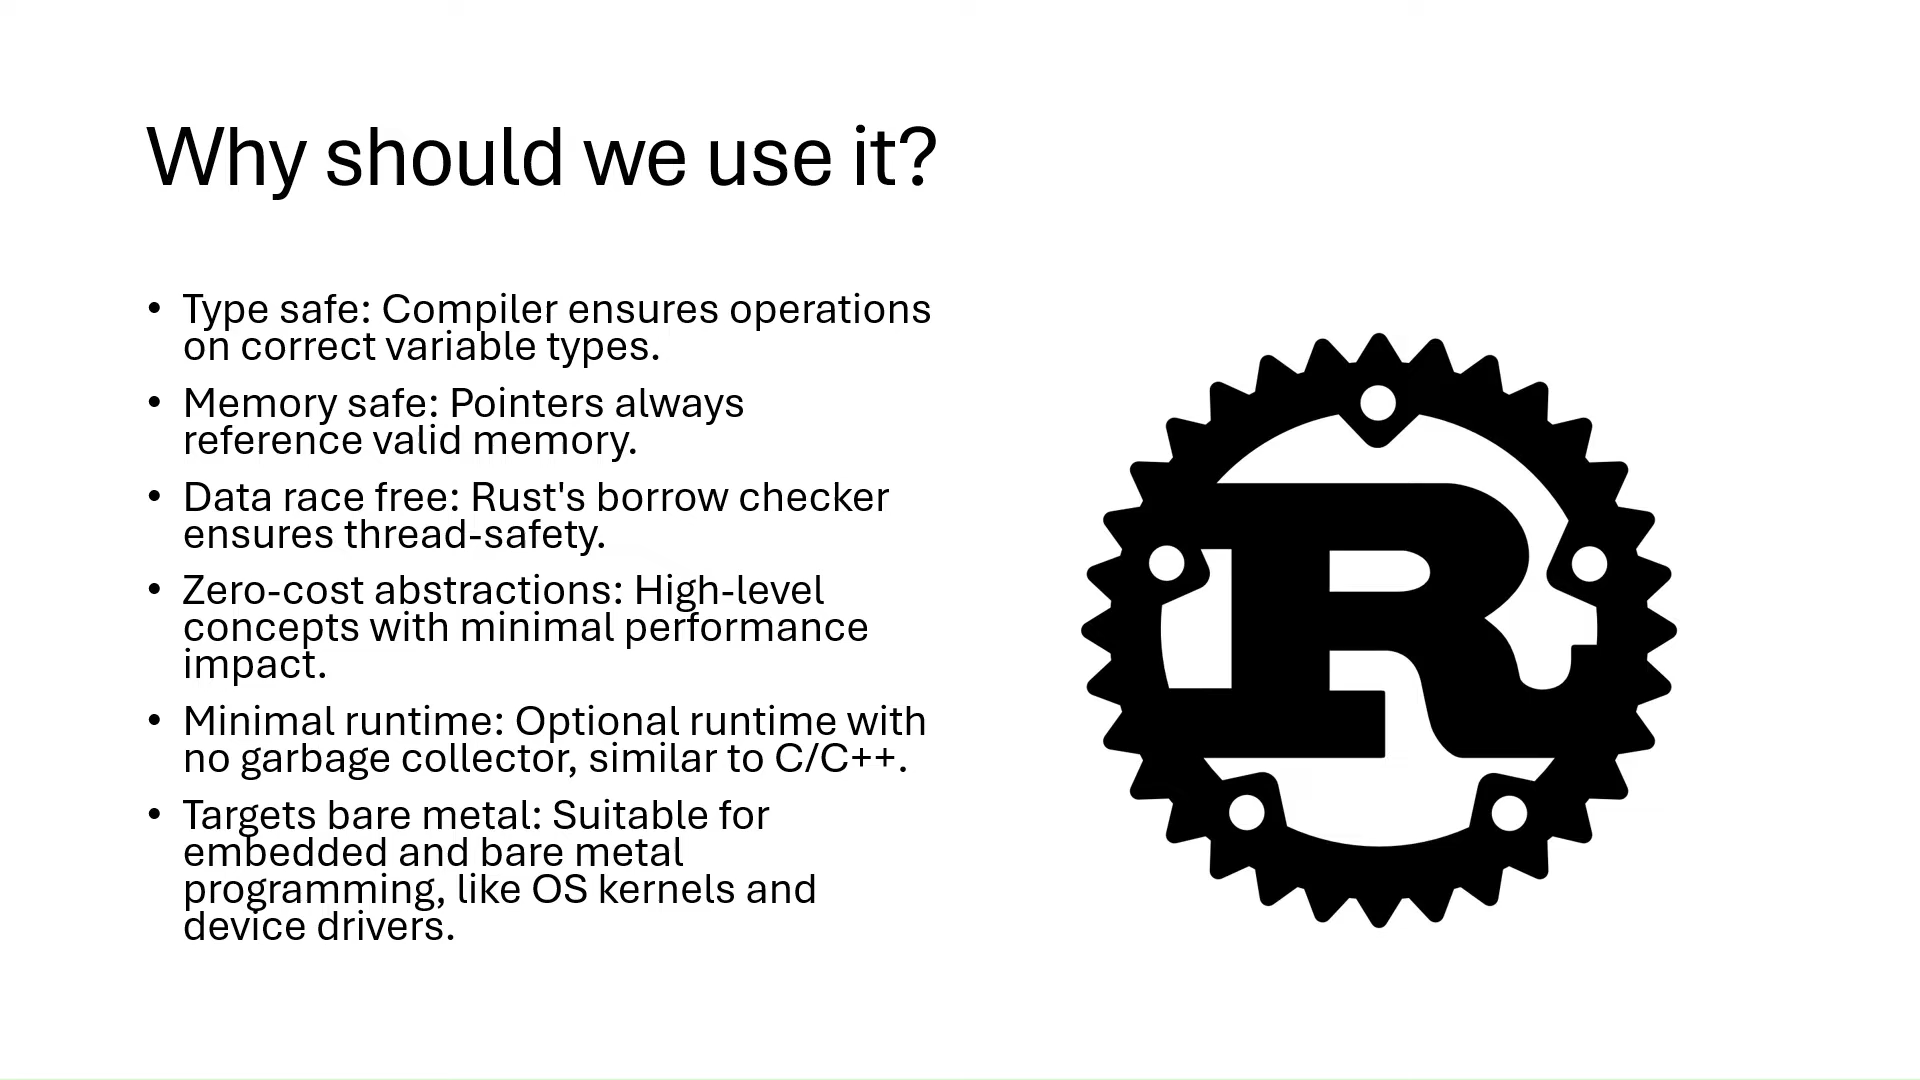 Why should we use it?
• Type safe: Compiler ensures operations
on correct variable types.
• Memory safe: Pointers always
reference valid memory.
• Data race free: Rust's borrow checker
ensures thread-safety.
• Zero-cost abstractions: High-level
concepts with minimal performance
impact.
• Minimal runtime: Optional runtime with
no garbage collector, similar to C/C++.
• Targets bare metal: Suitable for
embedded and bare metal
programming, like OS kernels and
device drivers.
R